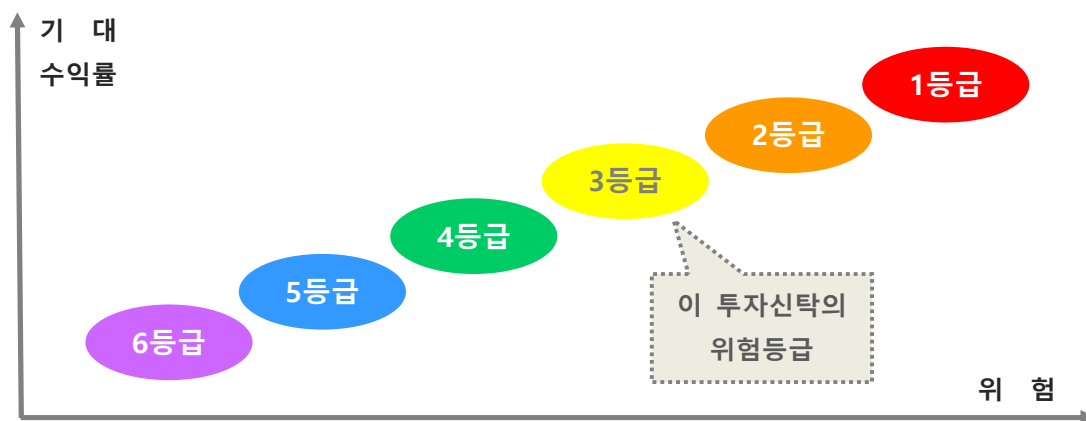 기 대
수익률
1등급
2등급
3등급
4등급
5등급
6등급
이 투자신탁의
위험등급
위 험